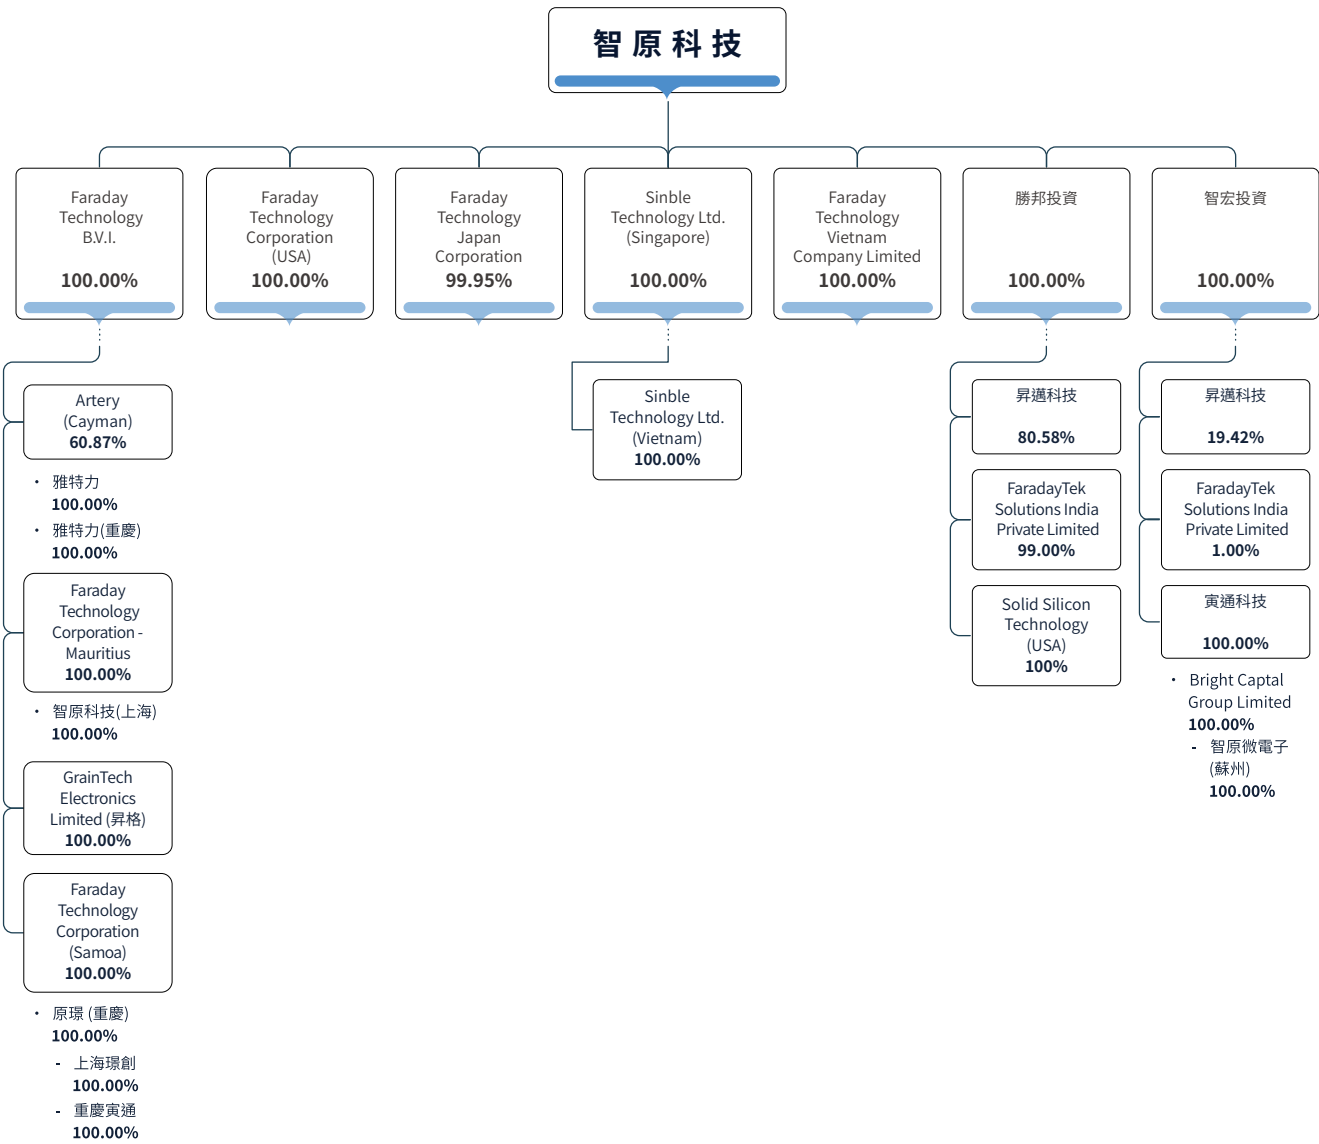 智原科技
Faraday
Technology
B.V.I.
100.00%
Faraday
Technology
Corporation
(USA)
100.00%
Faraday
Technology
Japan
Corporation
99.95%
Sinble
Technology Ltd.
(Singapore)
100.00%
Faraday
Technology
Vietnam
Company Limited
100.00%
勝邦投資
100.00%
智宏投資
100.00%
Artery
(Cayman)
60.87%
• 雅特力
100.00%
• 雅特力(重慶)
100.00%
Faraday
Technology
Corporation -
Mauritius
100.00%
• 智原科技(上海)
100.00%
GrainTech
Electronics
Limited (昇格)
100.00%
Faraday
Technology
Corporation
(Samoa)
100.00%
• 原璟 (重慶)
100.00%
- 上海璟創
100.00%
- 重慶寅通
100.00%
Sinble
Technology Ltd.
(Vietnam)
100.00%
昇邁科技
80.58%
FaradayTek
Solutions India
Private Limited
99.00%
Solid Silicon
Technology
(USA)
100%
昇邁科技
19.42%
FaradayTek
Solutions India
Private Limited
1.00%
寅通科技
100.00%
• Bright Captal
Group Limited
100.00%
- 智原微電子
(蘇州)
100.00%